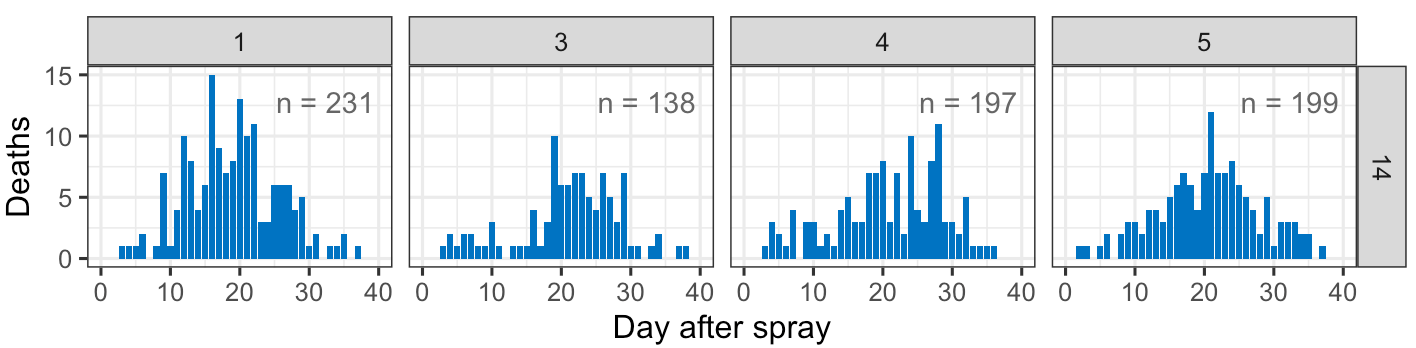 1 3 4 5
n = 231 n = 138 n = 197 n = 199
15
10
5
0
Deaths
14
0 10 20 30 40 0 10 20 30 40 0 10 20 30 40 0 10 20 30 40
Day after spray